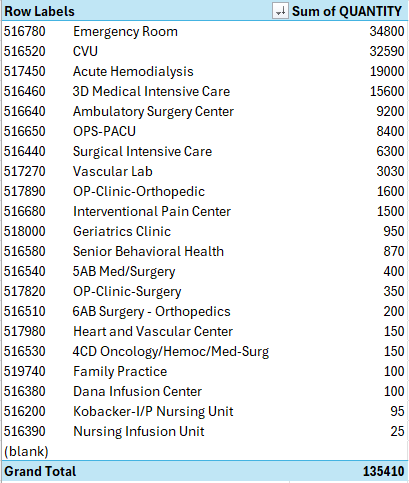 Row Labels Sum of QUANTITY
516780 Emergency Room 34800
516520 CVU 32590
517450 Acute Hemodialysis 19000
516460 3D Medical Intensive Care 15600
516640 Ambulatory Surgery Center 9200
516650 OPS-PACU 8400
516440 Surgical Intensive Care 6300
517270 Vascular Lab 3030
517890 OP-Clinic-Orthopedic 1600
516680 Interventional Pain Center 1500
518000 Geriatrics Clinic 950
516580 Senior Behavioral Health 870
516540 5AB Med/Surgery 400
517820 OP-Clinic-Surgery 350
516510 6AB Surgery - Orthopedics 200
517980 Heart and Vascular Center 150
516530 4CD Oncology/Hemoc/Med-Surg 150
519740 Family Practice 100
516380 Dana Infusion Center 100
516200 Kobacker-I/P Nursing Unit 95
516390 Nursing Infusion Unit 25
(blank)
Grand Total 135410